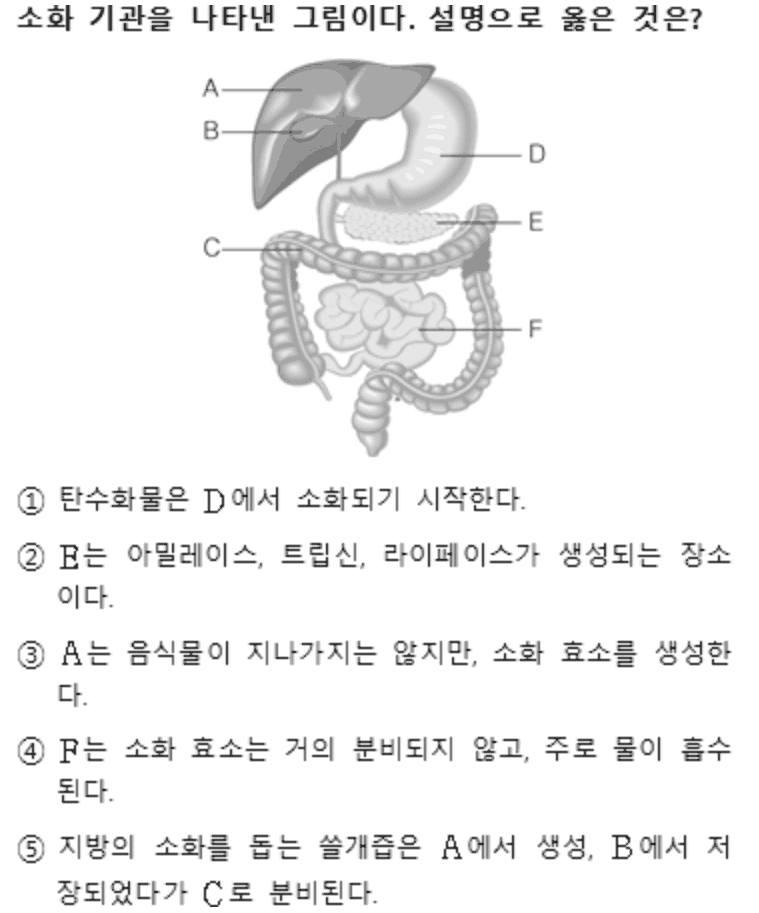 소화 기관을 나타낸 그림이다. 설명으로 옳은 것은?
A
B
D
E
C
F
① 탄수화물은 D에서 소화되기 시작한다.
② E는 아밀레이스, 트립신, 라이페이스가 생성되는 장소
이다.
③ A는 음식물이 지나가지는 않지만, 소화 효소를 생성한
다.
④ F는 소화 효소는 거의 분비되지 않고, 주로 물이 흡수
된다.
⑤ 지방의 소화를 돕는 쓸개즙은 A에서 생성, B에서 저
장되었다가 C로 분비된다.